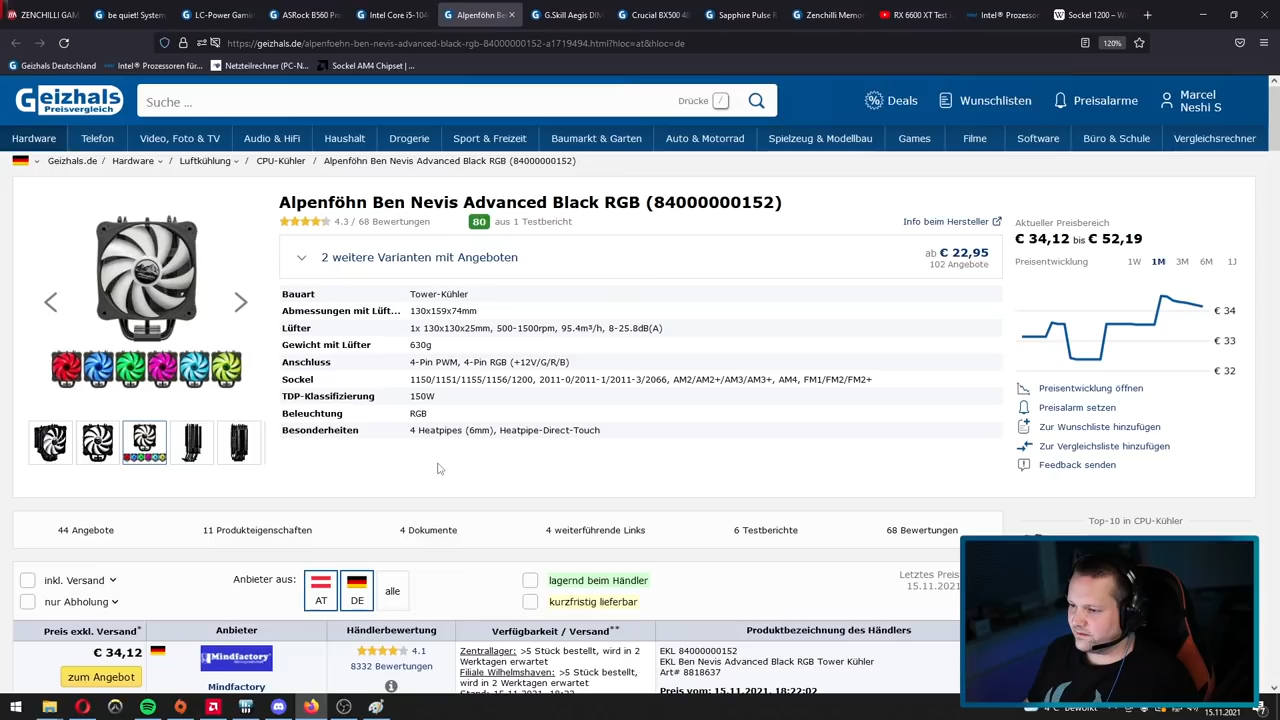 ZENCHILLI GAM
be quiet! System
LC-Power Gamin
ASRock B560 Pr
Intel Core i5-104
Alpenföhn Ben N
G.Skill Aegis DIM
Crucial BX500 48
Sapphire Pulse R
Zenchilli Memor
RX 6600 XT Test |
Intel® Prozessor
Sockel 1200 – Wi
https://geizhals.de/alpenfoehn-ben-nevis-advanced-black-rgb-84000000152-a1719494.html?hloc=at&hloc=de
120%
Geizhals Deutschland
Intel® Prozessoren für...
Netzteilrechner (PC-N...
Sockel AM4 Chipset | ...
Geizhals
Preisvergleich
Suche ...
Drücke /
Deals
Wunschlisten
Preisalarme
Marcel
Neshi S
Hardware
Telefon
Video, Foto & TV
Audio & HiFi
Haushalt
Drogerie
Sport & Freizeit
Baumarkt & Garten
Auto & Motorrad
Spielzeug & Modellbau
Games
Filme
Software
Büro & Schule
Vergleichsrechner
Geizhals.de / Hardware / Luftkühlung / CPU-Kühler / Alpenföhn Ben Nevis Advanced Black RGB (84000000152)
Alpenföhn Ben Nevis Advanced Black RGB (84000000152)
4.3 / 68 Bewertungen
80 aus 1 Testbericht
Info beim Hersteller
2 weitere Varianten mit Angeboten
ab € 22,95
102 Angebote
Bauart Tower-Kühler
Abmessungen mit Lüft... 130x159x74mm
Lüfter 1x 130x130x25mm, 500-1500rpm, 95.4m³/h, 8-25.8dB(A)
Gewicht mit Lüfter 630g
Anschluss 4-Pin PWM, 4-Pin RGB (+12V/G/R/B)
Sockel 1150/1151/1155/1156/1200, 2011-0/2011-1/2011-3/2066, AM2/AM2+/AM3/AM3+, AM4, FM1/FM2/FM2+
TDP-Klassifizierung 150W
Beleuchtung RGB
Besonderheiten 4 Heatpipes (6mm), Heatpipe-Direct-Touch
Aktueller Preisbereich
€ 34,12 bis € 52,19
Preisentwicklung 1W 1M 3M 6M 1J
€ 34
€ 33
€ 32
Preisentwicklung öffnen
Preisalarm setzen
Zur Wunschliste hinzufügen
Zur Vergleichsliste hinzufügen
Feedback senden
44 Angebote
11 Produkteigenschaften
4 Dokumente
4 weiterführende Links
6 Testberichte
68 Bewertungen
Top-10 in CPU-Kühler
inkl. Versand
nur Abholung
Anbieter aus:
AT
DE
alle
lagernd beim Händler
kurzfristig lieferbar
Letztes Preis
15.11.2021,
Preis exkl. Versand*
Anbieter
Händlerbewertung
Verfügbarkeit / Versand**
Produktbezeichnung des Händlers
€ 34,12
zum Angebot
Mindfactory
Mindfactory
4.1
8332 Bewertungen
Zentrallager: >5 Stück bestellt, wird in 2
Werktagen erwartet
Filiale Wilhelmshaven: >5 Stück bestellt,
wird in 2 Werktagen erwartet
Stand: 15.11.2021, 18:22
EKL 84000000152
EKL Ben Nevis Advanced Black RGB Tower Kühler
Art# 8818637
Preis vom: 15.11.2021, 18:22:02
4°C Bewölkt
15.11.2021